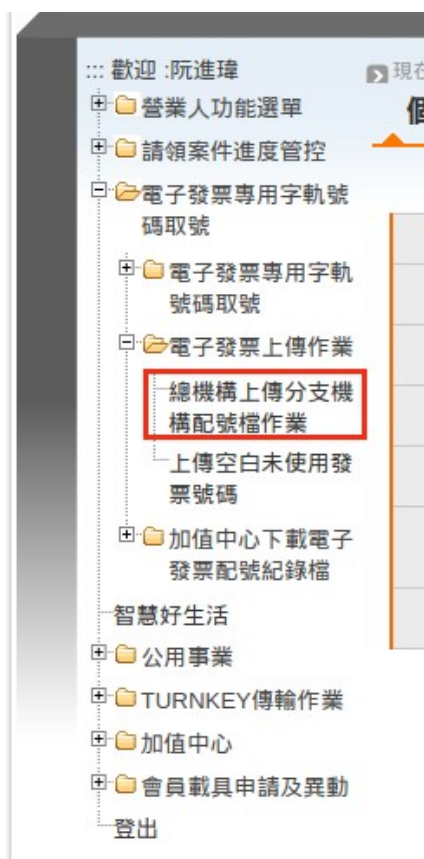 ::: 歡迎 :阮進瑋
現在
個
營業人功能選單
請領案件進度管控
電子發票專用字軌號
碼取號
電子發票專用字軌
號碼取號
電子發票上傳作業
總機構上傳分支機
構配號檔作業
上傳空白未使用發
票號碼
加值中心下載電子
發票配號紀錄檔
智慧好生活
公用事業
TURNKEY傳輸作業
加值中心
會員載具申請及異動
登出